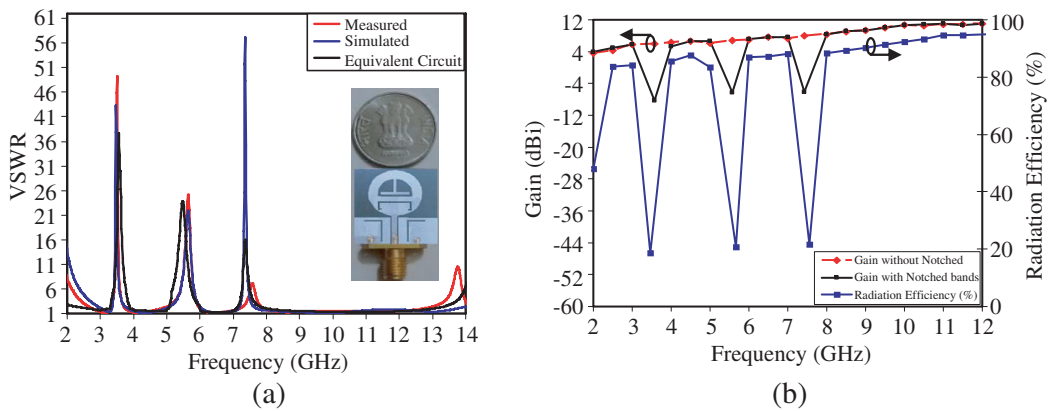 61
56
51
46
41
36
31
26
21
16
11
6
1
VSWR
Measured
Simulated
Equivalent Circuit
2 3 4 5 6 7 8 9 10 11 12 13 14
Frequency (GHz)
(a)
12
4
-4
-12
-20
-28
-36
-44
-52
-60
Gain (dBi)
100
80
60
40
20
0
Radiation Efficiency (%)
Gain without Notched
Gain with Notched bands
Radiation Efficiency (%)
2 3 4 5 6 7 8 9 10 11 12
Frequency (GHz)
(b)